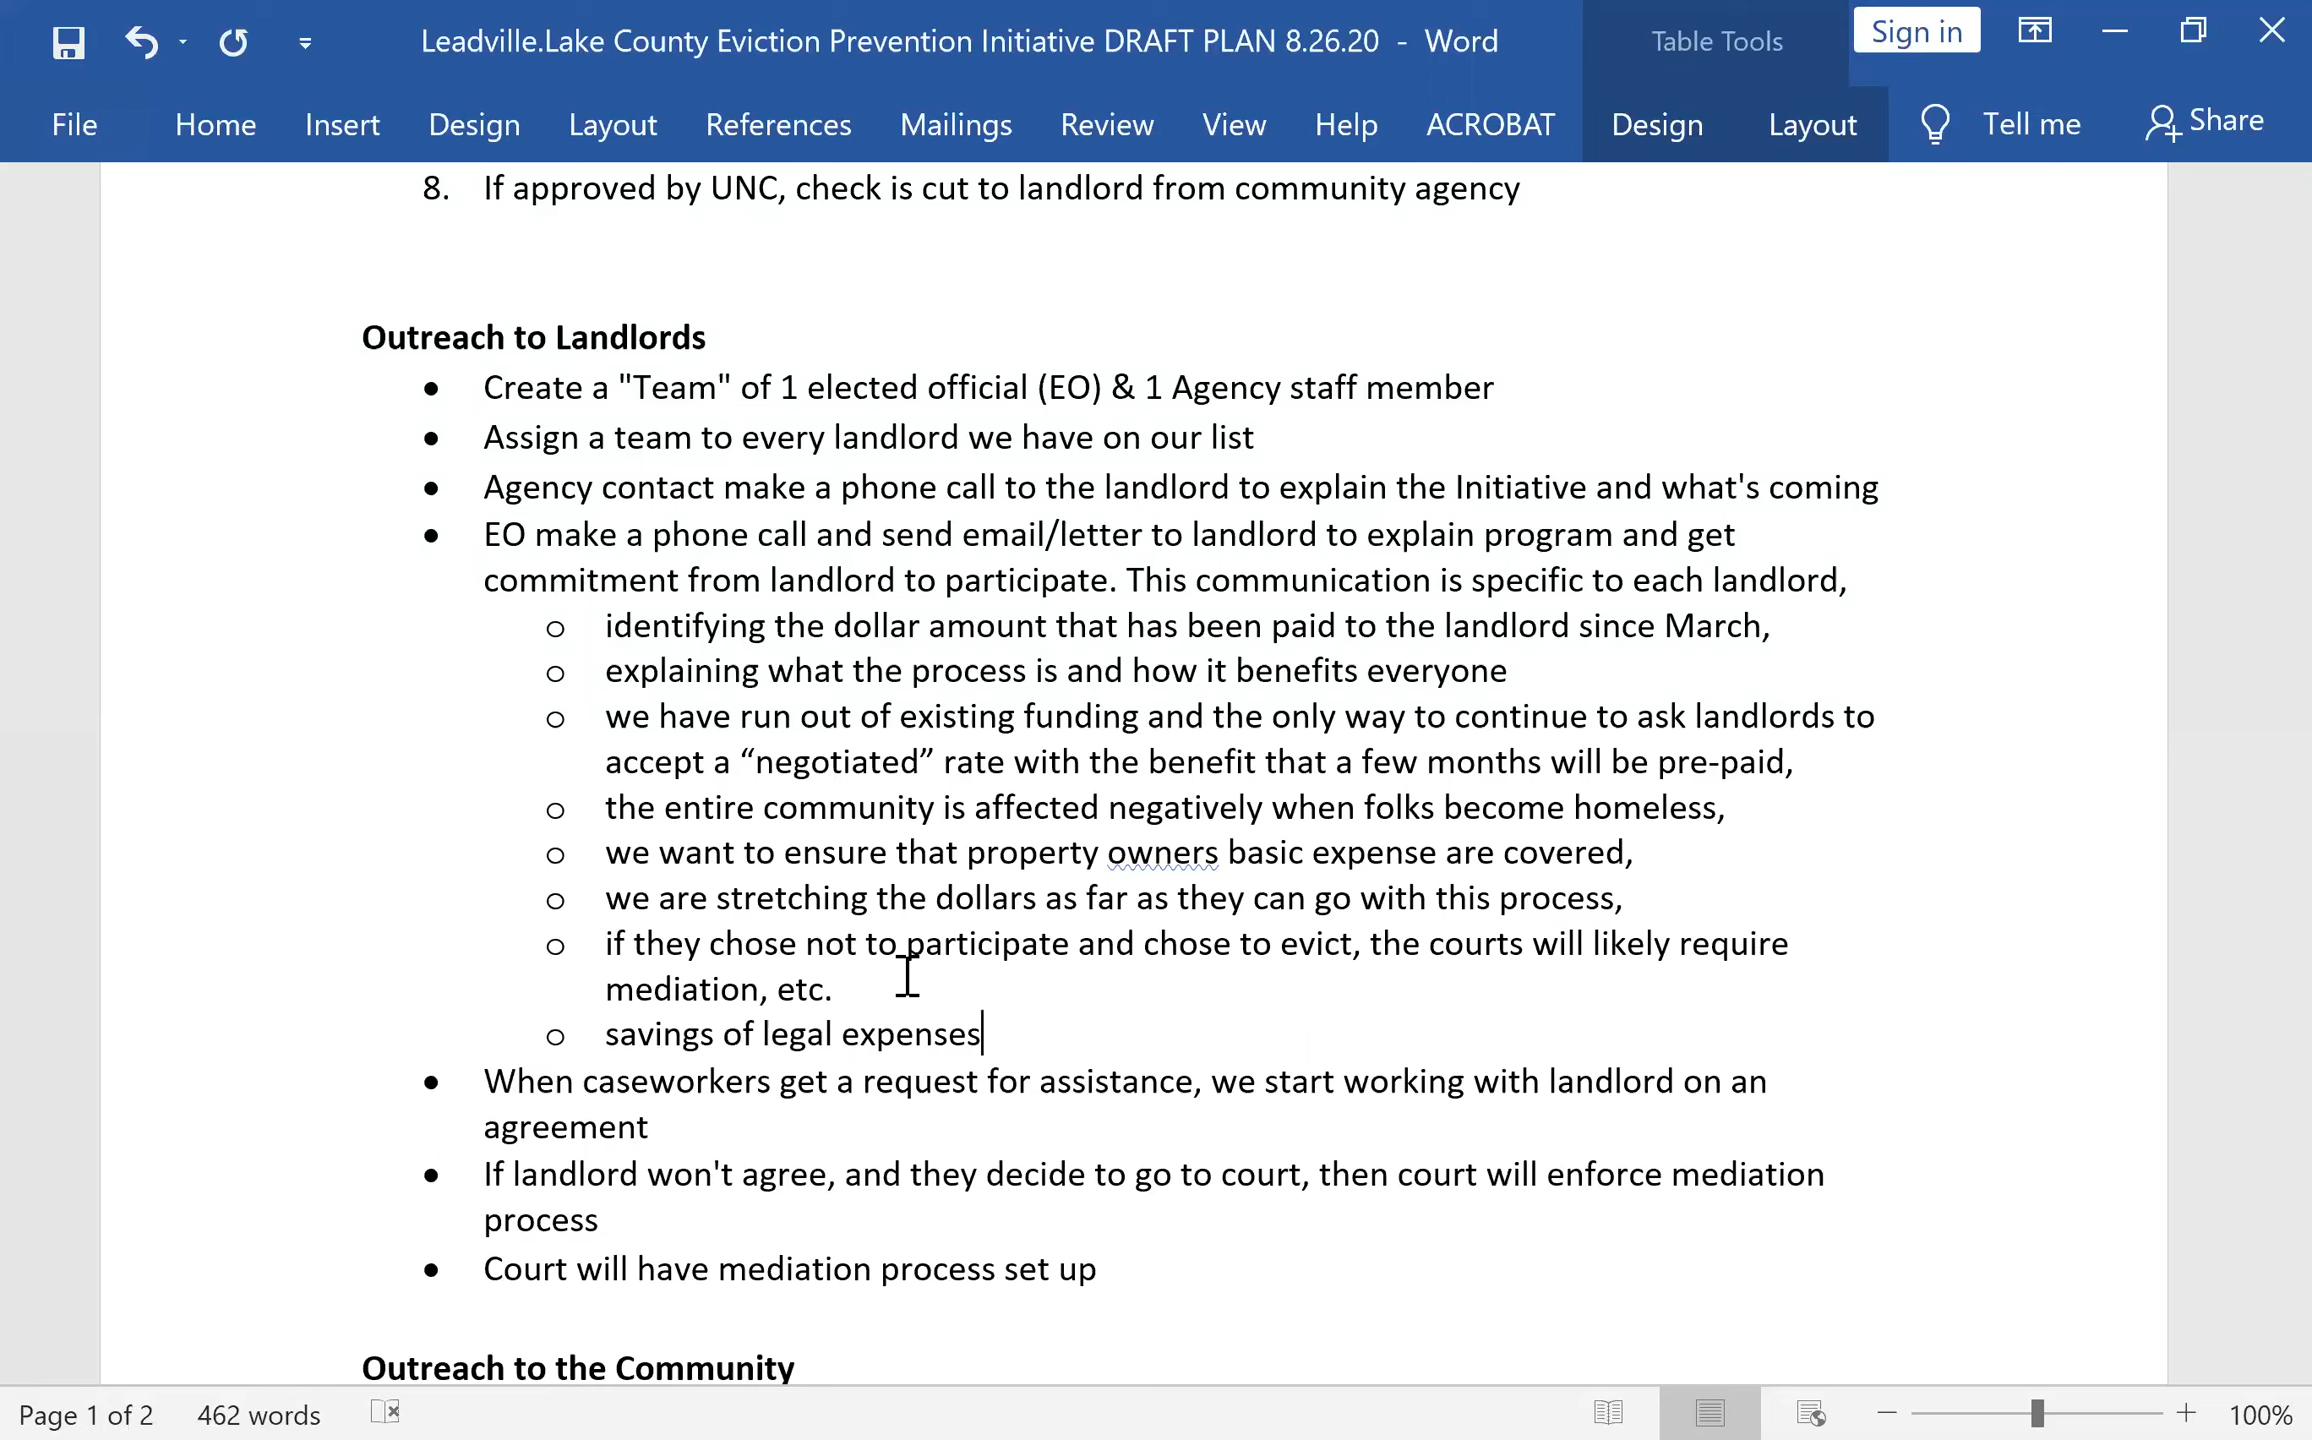 Leadville.Lake County Eviction Prevention Initiative DRAFT PLAN 8.26.20 - Word
Table Tools
Sign in
File Home Insert Design Layout References Mailings Review View Help ACROBAT Design Layout Tell me Share
8. If approved by UNC, check is cut to landlord from community agency
Outreach to Landlords
• Create a "Team" of 1 elected official (EO) & 1 Agency staff member
• Assign a team to every landlord we have on our list
• Agency contact make a phone call to the landlord to explain the Initiative and what's coming
• EO make a phone call and send email/letter to landlord to explain program and get
commitment from landlord to participate. This communication is specific to each landlord,
o identifying the dollar amount that has been paid to the landlord since March,
o explaining what the process is and how it benefits everyone
o we have run out of existing funding and the only way to continue to ask landlords to
accept a “negotiated” rate with the benefit that a few months will be pre-paid,
o the entire community is affected negatively when folks become homeless,
o we want to ensure that property owners basic expense are covered,
o we are stretching the dollars as far as they can go with this process,
o if they chose not to participate and chose to evict, the courts will likely require
mediation, etc.
o savings of legal expenses
• When caseworkers get a request for assistance, we start working with landlord on an
agreement
• If landlord won't agree, and they decide to go to court, then court will enforce mediation
process
• Court will have mediation process set up
Outreach to the Community
Page 1 of 2 462 words 100%